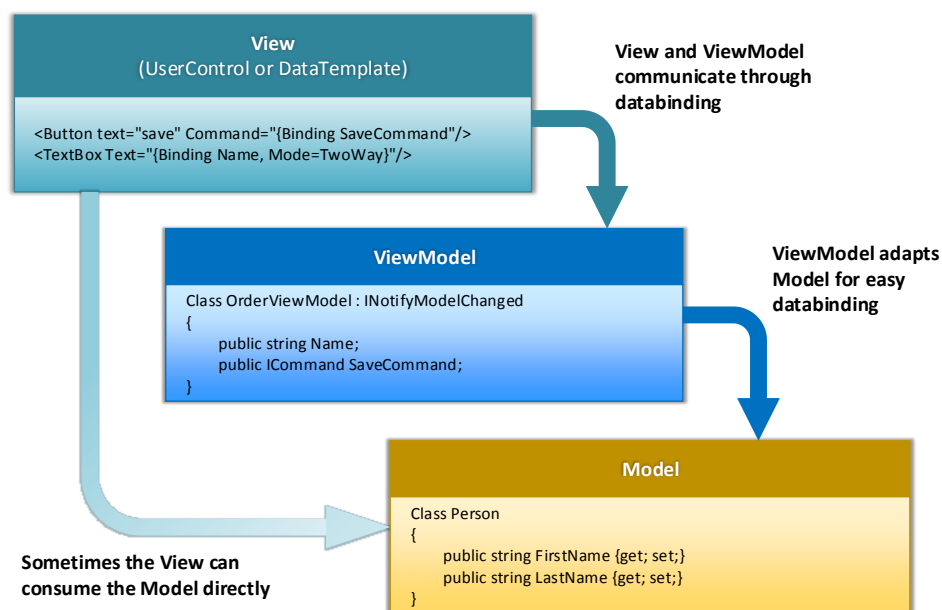 View
(UserControl or DataTemplate)
<Button text="save" Command="{Binding SaveCommand"/>
<TextBox Text="{Binding Name, Mode=TwoWay}"/>
View and ViewModel
communicate through
databinding
ViewModel
Class OrderViewModel : INotifyModelChanged
{
public string Name;
public ICommand SaveCommand;
}
ViewModel adapts
Model for easy
databinding
Model
Class Person
{
public string FirstName {get; set;}
public string LastName {get; set;}
}
Sometimes the View can
consume the Model directly